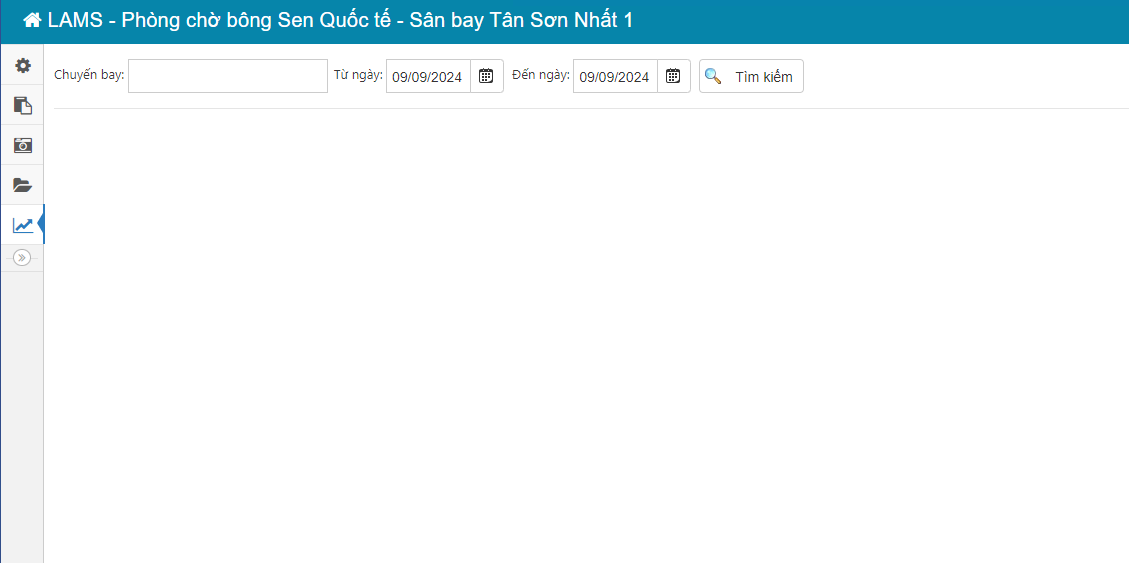 LAMS - Phòng chờ bông Sen Quốc tế - Sân bay Tân Sơn Nhất 1
Chuyến bay: Từ ngày: 09/09/2024 Đến ngày: 09/09/2024 Tìm kiếm